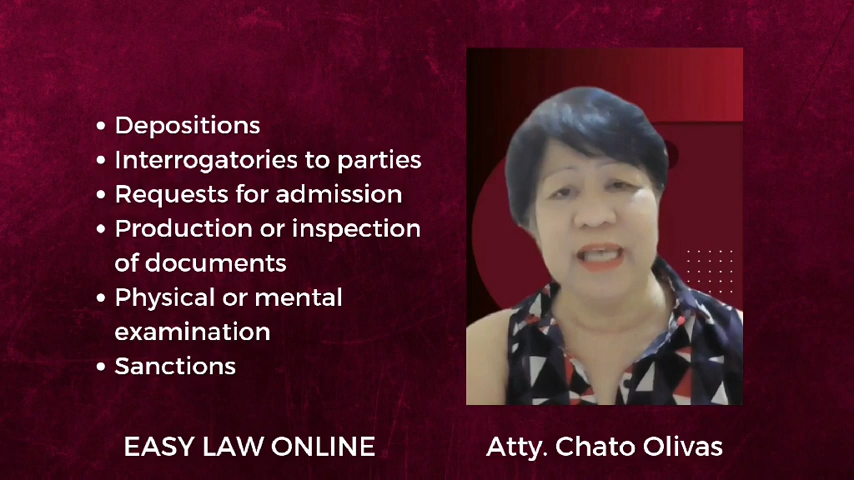 • Depositions
• Interrogatories to parties
• Requests for admission
• Production or inspection
of documents
• Physical or mental
examination
• Sanctions
EASY LAW ONLINE
Atty. Chato Olivas